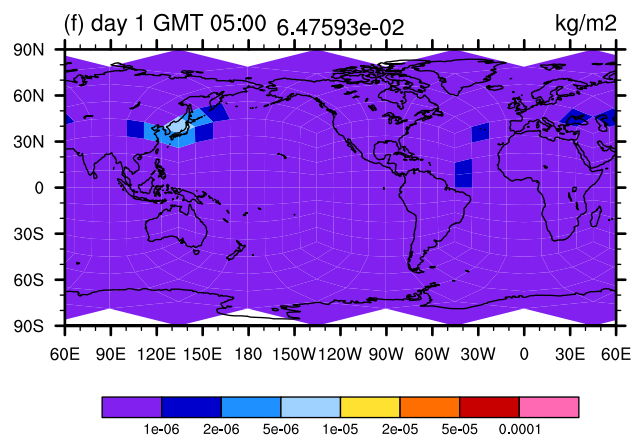 (f) day 1 GMT 05:00 6.47593e-02 kg/m2
90N
60N
30N
0
30S
60S
90S
60E 90E 120E 150E 180 150W 120W 90W 60W 30W 0 30E 60E
1e-06 2e-06 5e-06 1e-05 2e-05 5e-05 0.0001